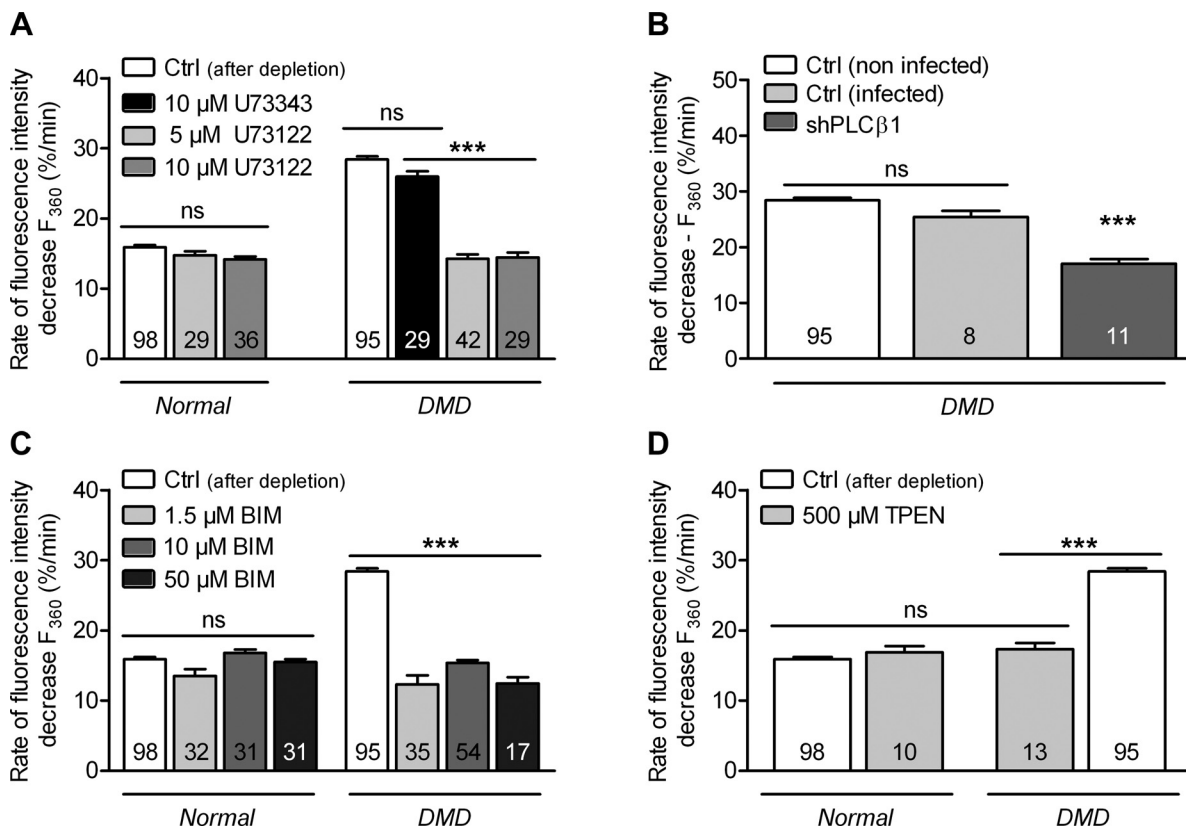 A
Rate of fluorescence intensity
decrease F360 (%/min)
40
30
20
10
0
Ctrl (after depletion)
10 µM U73343
5 µM U73122
10 µM U73122
ns
ns
***
98
29
36
95
29
42
29
Normal
DMD
B
Rate of fluorescence intensity
decrease - F360 (%/min)
50
40
30
20
10
0
Ctrl (non infected)
Ctrl (infected)
shPLCβ1
ns
***
95
8
11
DMD
C
Rate of fluorescence intensity
decrease F360 (%/min)
40
30
20
10
0
Ctrl (after depletion)
1.5 µM BIM
10 µM BIM
50 µM BIM
ns
***
98
32
31
31
95
35
54
17
Normal
DMD
D
Rate of fluorescence intensity
decrease F360 (%/min)
40
30
20
10
0
Ctrl (after depletion)
500 µM TPEN
ns
***
98
10
13
95
Normal
DMD